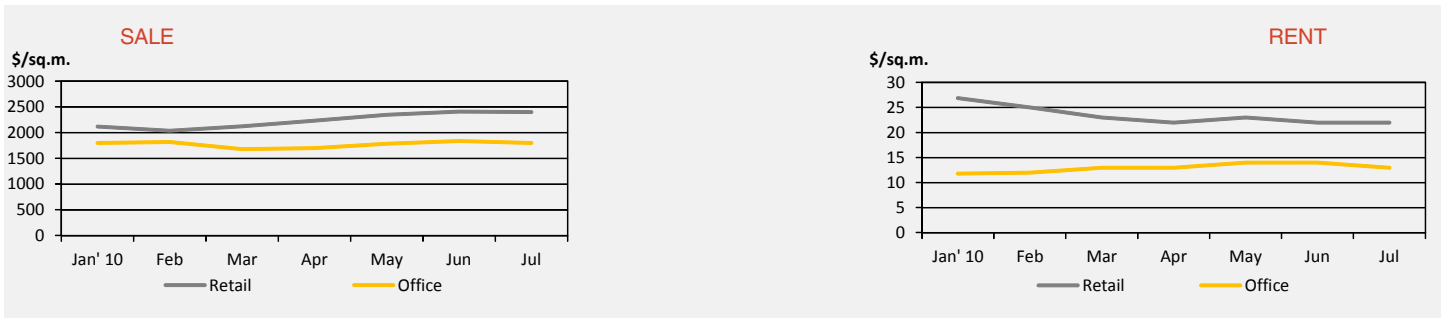 SALE
$/sq.m.
3000
2500
2000
1500
1000
500
0
Jan' 10 Feb Mar Apr May Jun Jul
Retail Office
RENT
$/sq.m.
30
25
20
15
10
5
0
Jan' 10 Feb Mar Apr May Jun Jul
Retail Office